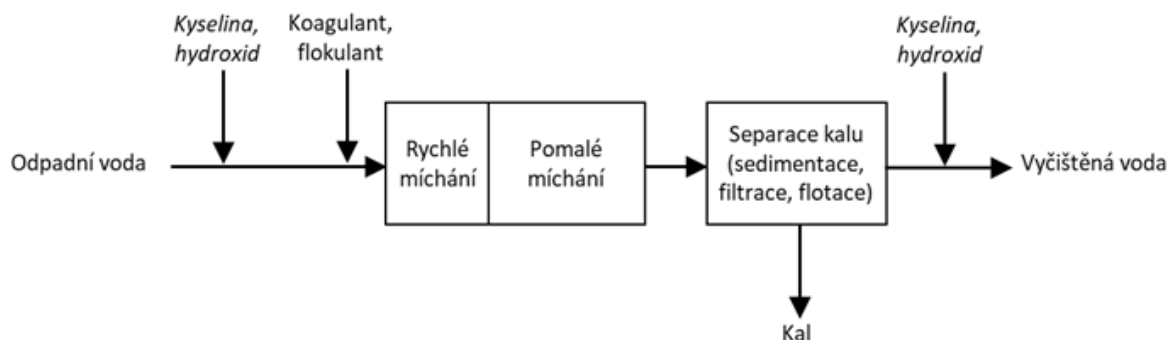 Kyselina,
hydroxid
Koagulant,
flokulant
Kyselina,
hydroxid
Odpadní voda
Rychlé
míchání
Pomalé
míchání
Separace kalu
(sedimentace,
filtrace, flotace)
Vyčištěná voda
Kal